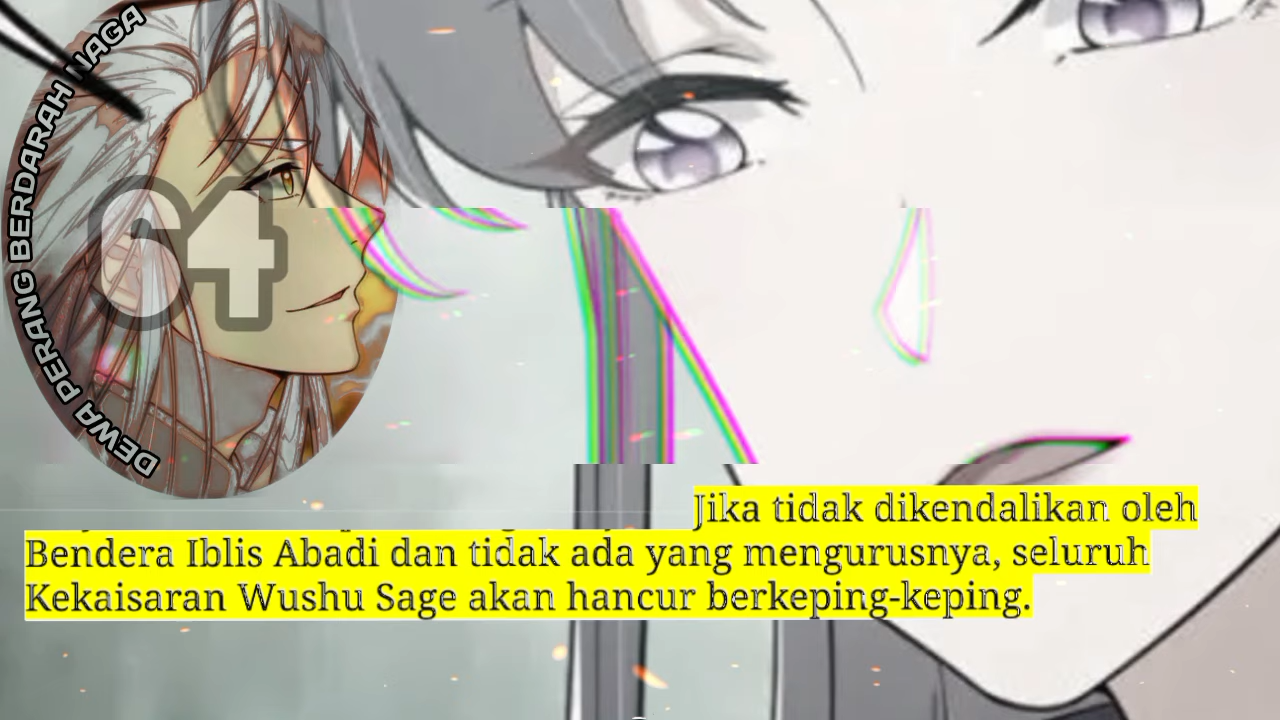 DEWA PERANG BERDARAH NAGA
64
Jika tidak dikendalikan oleh
Bendera Iblis Abadi dan tidak ada yang mengurusnya, seluruh
Kekaisaran Wushu Sage akan hancur berkeping-keping.